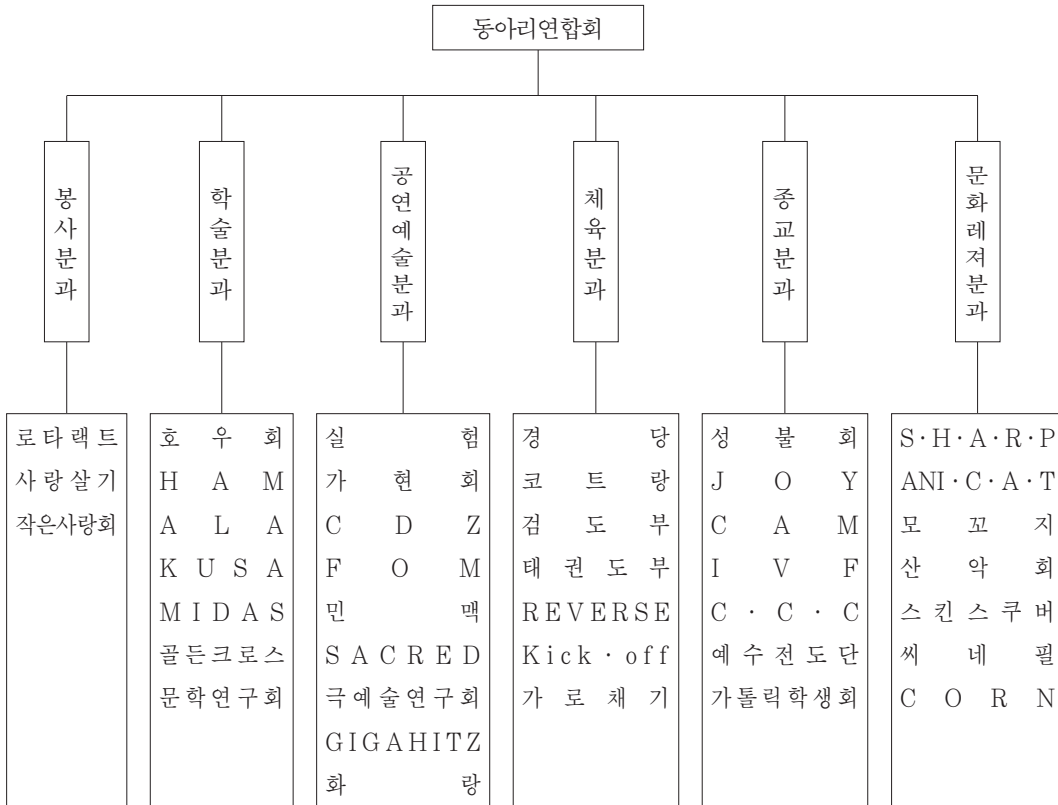 동아리연합회
봉사분과
학술분과
공연예술분과
체육분과
종교분과
문화레져분과
로타랙트
사랑살기
작은사랑회
호우회
HAM
ALA
KUSA
MIDAS
골든크로스
문학연구회
실험
가현회
CDZ
FOM
민맥
SACRED
극예술연구회
GIGAHITZ
화랑
경당
코트랑
검도부
태권도부
REVERSE
Kick·off
가로채기
성불회
JOY
CAM
IVF
C·C·C
예수전도단
가톨릭학생회
S·H·A·R·P
ANI·C·A·T
모꼬지
산악회
스킨스쿠버
씨네필
CORN